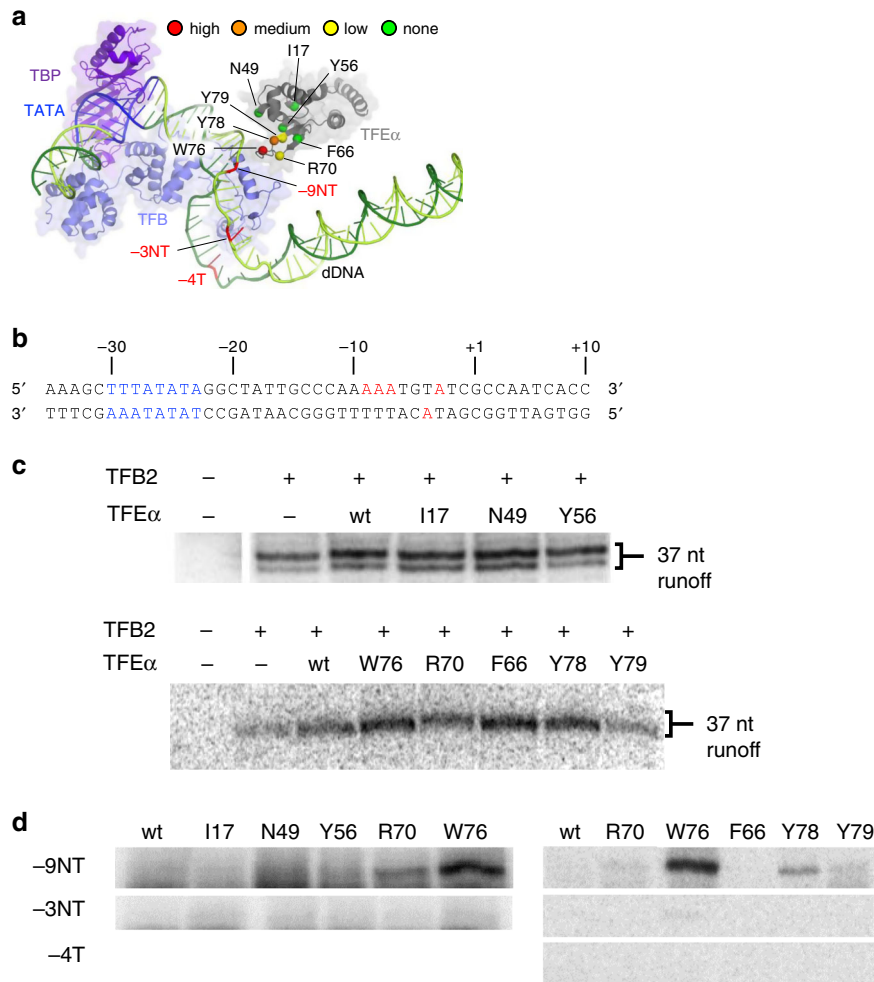 a
high medium low none
I17
N49 Y56
TBP
Y79
TATA
Y78
TFEα
W76
F66
R70
−9NT
TFB
−3NT
−4T
dDNA
b
−30 −20 −10 +1 +10
5′ AAAGCTTTATATAGGCTATTGCCCAAAAATGTATCGCCAATCACC 3′
3′ TTTCGAAATATATCCGATAACGGGTTTTTACATAGCGGTTAGTGG 5′
c
TFB2 − + + + + +
TFEα − − wt I17 N49 Y56
37 nt
runoff
TFB2 − + + + + + + +
TFEα − − wt W76 R70 F66 Y78 Y79
37 nt
runoff
d
wt I17 N49 Y56 R70 W76 wt R70 W76 F66 Y78 Y79
−9NT
−3NT
−4T